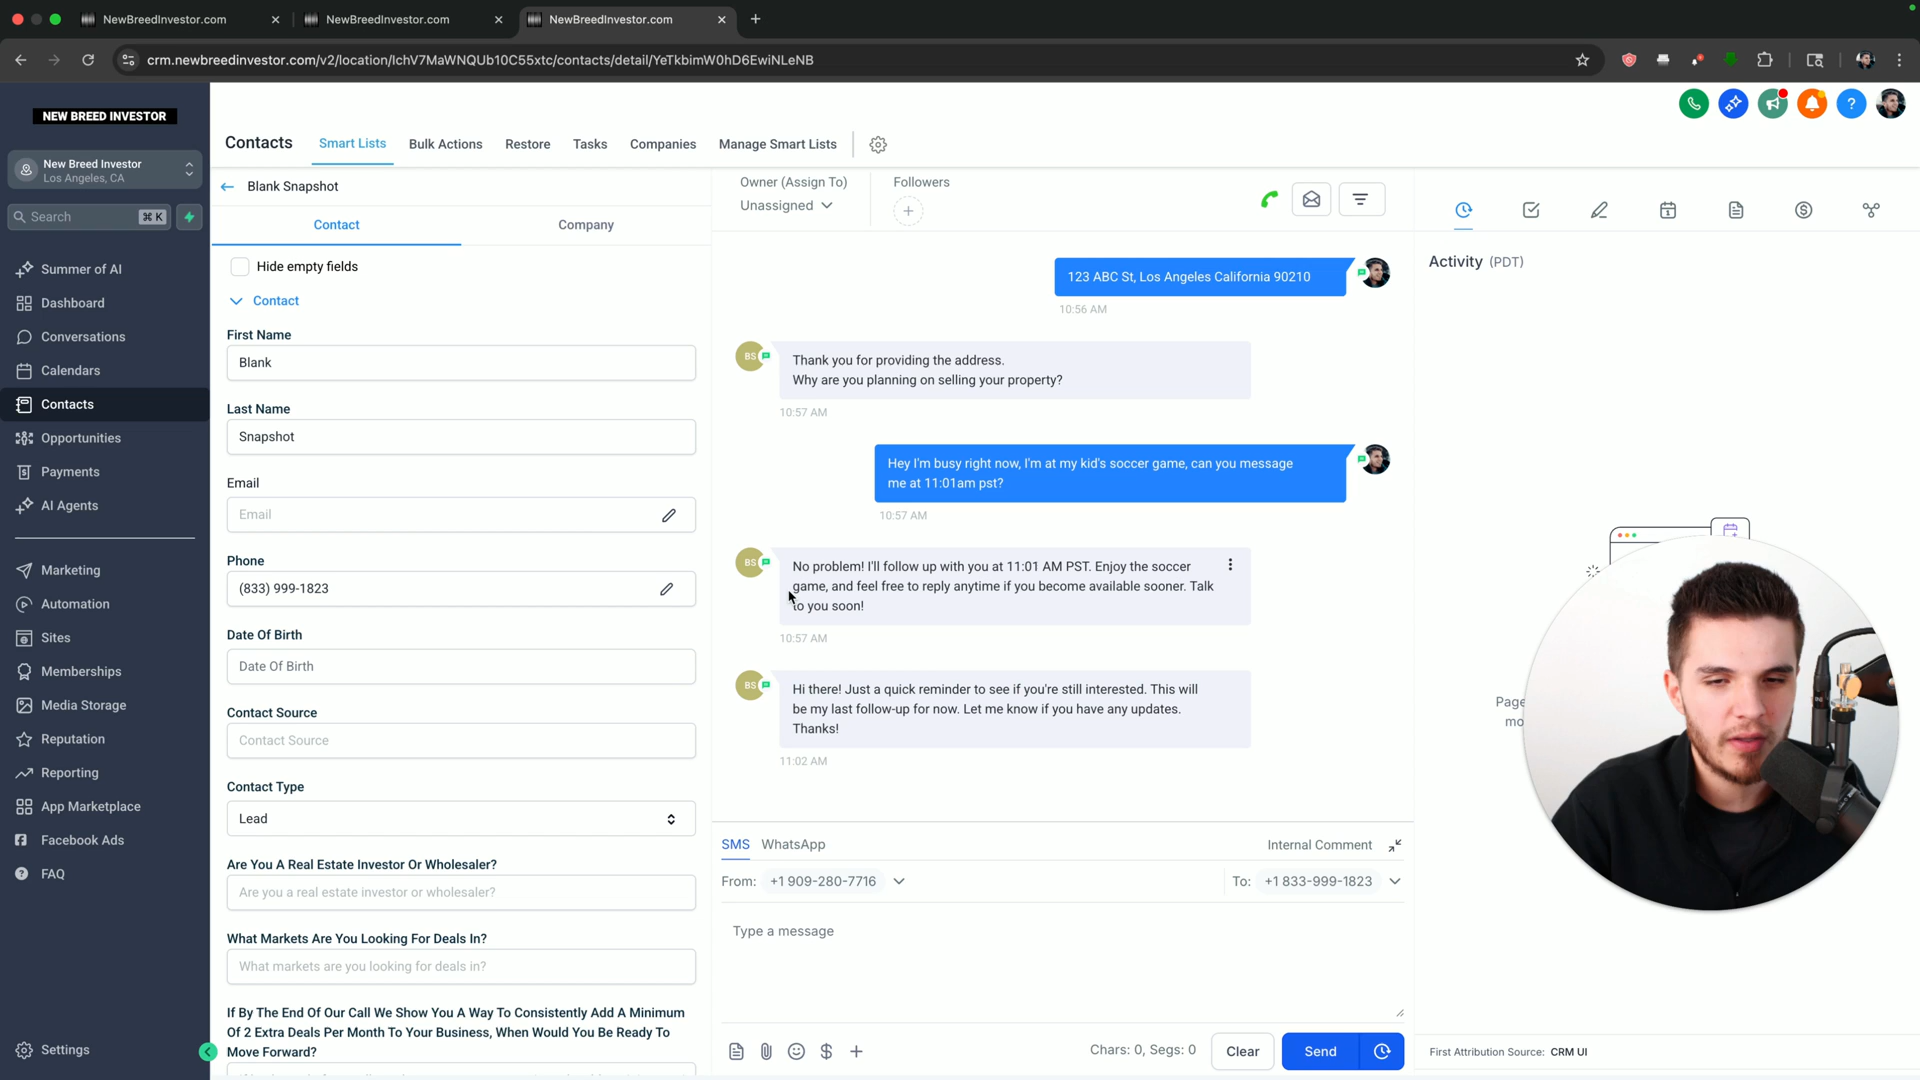 NewBreedInvestor.com
NewBreedInvestor.com
NewBreedInvestor.com
crm.newbreedinvestor.com/v2/location/lchV7MaWNQUb10C55xtc/contacts/detail/YeTkbimW0hD6EwiNLeNB
NEW BREED INVESTOR
New Breed Investor
Los Angeles, CA
Search
⌘ K
Summer of AI
Dashboard
Conversations
Calendars
Contacts
Opportunities
Payments
AI Agents
Marketing
Automation
Sites
Memberships
Media Storage
Reputation
Reporting
App Marketplace
Facebook Ads
FAQ
Settings
Contacts
Smart Lists
Bulk Actions
Restore
Tasks
Companies
Manage Smart Lists
Blank Snapshot
Contact
Company
Hide empty fields
Contact
First Name
Blank
Last Name
Snapshot
Email
Email
Phone
(833) 999-1823
Date Of Birth
Date Of Birth
Contact Source
Contact Source
Contact Type
Lead
Are You A Real Estate Investor Or Wholesaler?
Are you a real estate investor or wholesaler?
What Markets Are You Looking For Deals In?
What markets are you looking for deals in?
If By The End Of Our Call We Show You A Way To Consistently Add A Minimum
Of 2 Extra Deals Per Month To Your Business, When Would You Be Ready To
Move Forward?
Owner (Assign To)
Unassigned
Followers
123 ABC St, Los Angeles California 90210
10:56 AM
BS
Thank you for providing the address.
Why are you planning on selling your property?
10:57 AM
Hey I'm busy right now, I'm at my kid's soccer game, can you message
me at 11:01am pst?
10:57 AM
BS
No problem! I'll follow up with you at 11:01 AM PST. Enjoy the soccer
game, and feel free to reply anytime if you become available sooner. Talk
to you soon!
10:57 AM
BS
Hi there! Just a quick reminder to see if you're still interested. This will
be my last follow-up for now. Let me know if you have any updates.
Thanks!
11:02 AM
SMS
WhatsApp
Internal Comment
From: +1 909-280-7716
To: +1 833-999-1823
Type a message
Chars: 0, Segs: 0
Clear
Send
Activity (PDT)
Page
mo
First Attribution Source: CRM UI